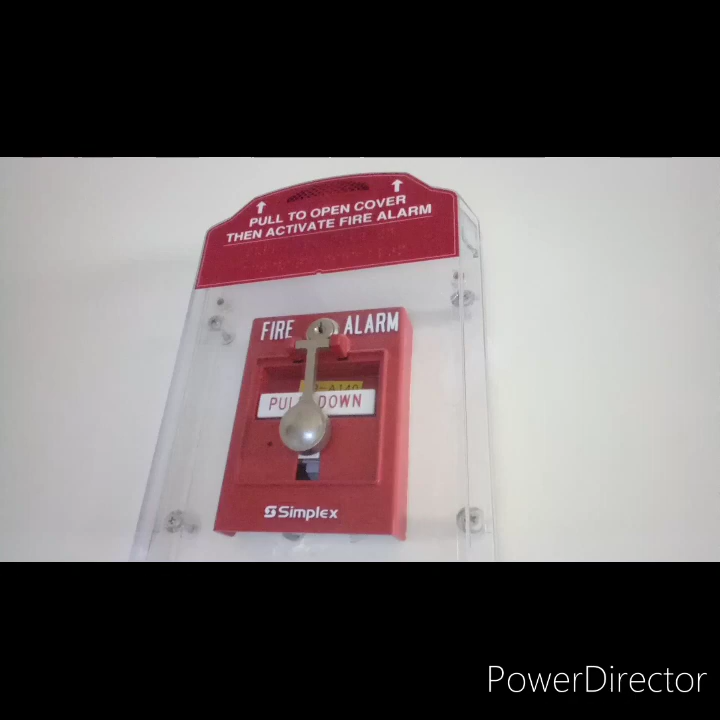 PULL TO OPEN COVER
THEN ACTIVATE FIRE ALARM
FIRE ALARM
PULL DOWN
Simplex
PowerDirector